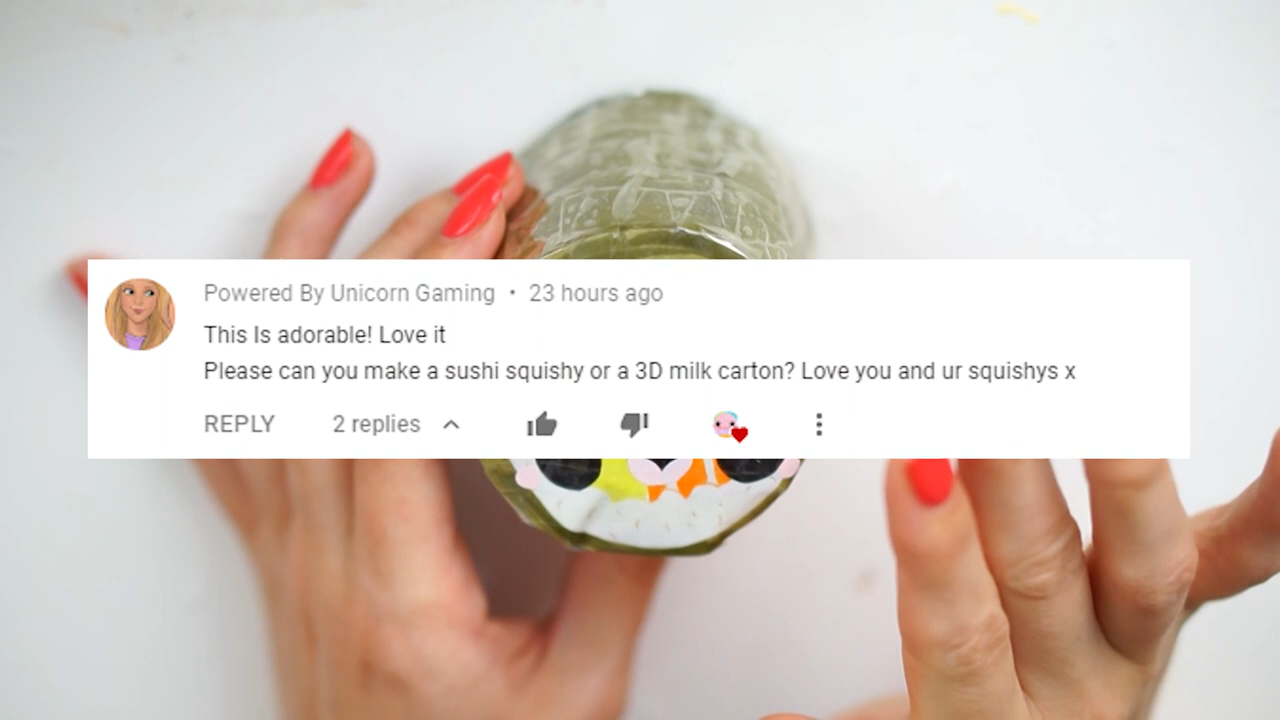 Powered By Unicorn Gaming • 23 hours ago
This Is adorable! Love it
Please can you make a sushi squishy or a 3D milk carton? Love you and ur squishys x
REPLY 2 replies